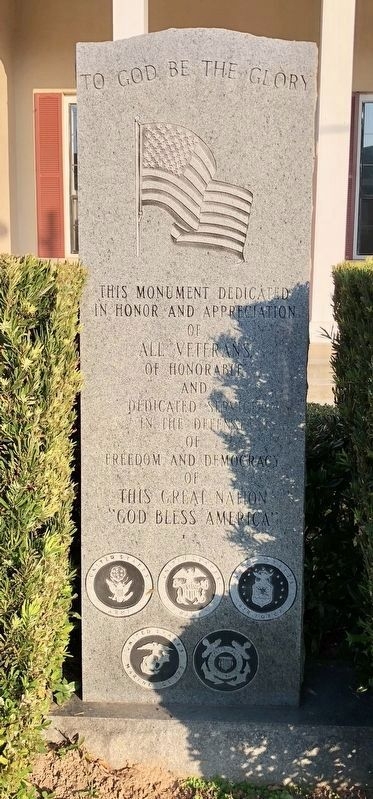 TO GOD BE THE GLORY
THIS MONUMENT DEDICATED
IN HONOR AND APPRECIATION
OF
ALL VETERANS
OF HONORABLE
AND
DEDICATED SERVICE
IN THE DEFENSE
OF
FREEDOM AND DEMOCRACY
OF
THIS GREAT NATION
"GOD BLESS AMERICA"